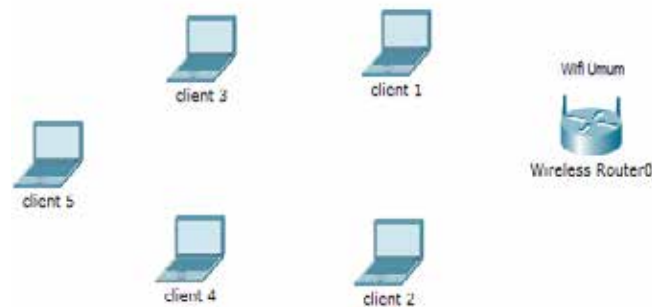 client 3
client 1
Wifi Umum
Wireless Router0
client 5
client 4
client 2